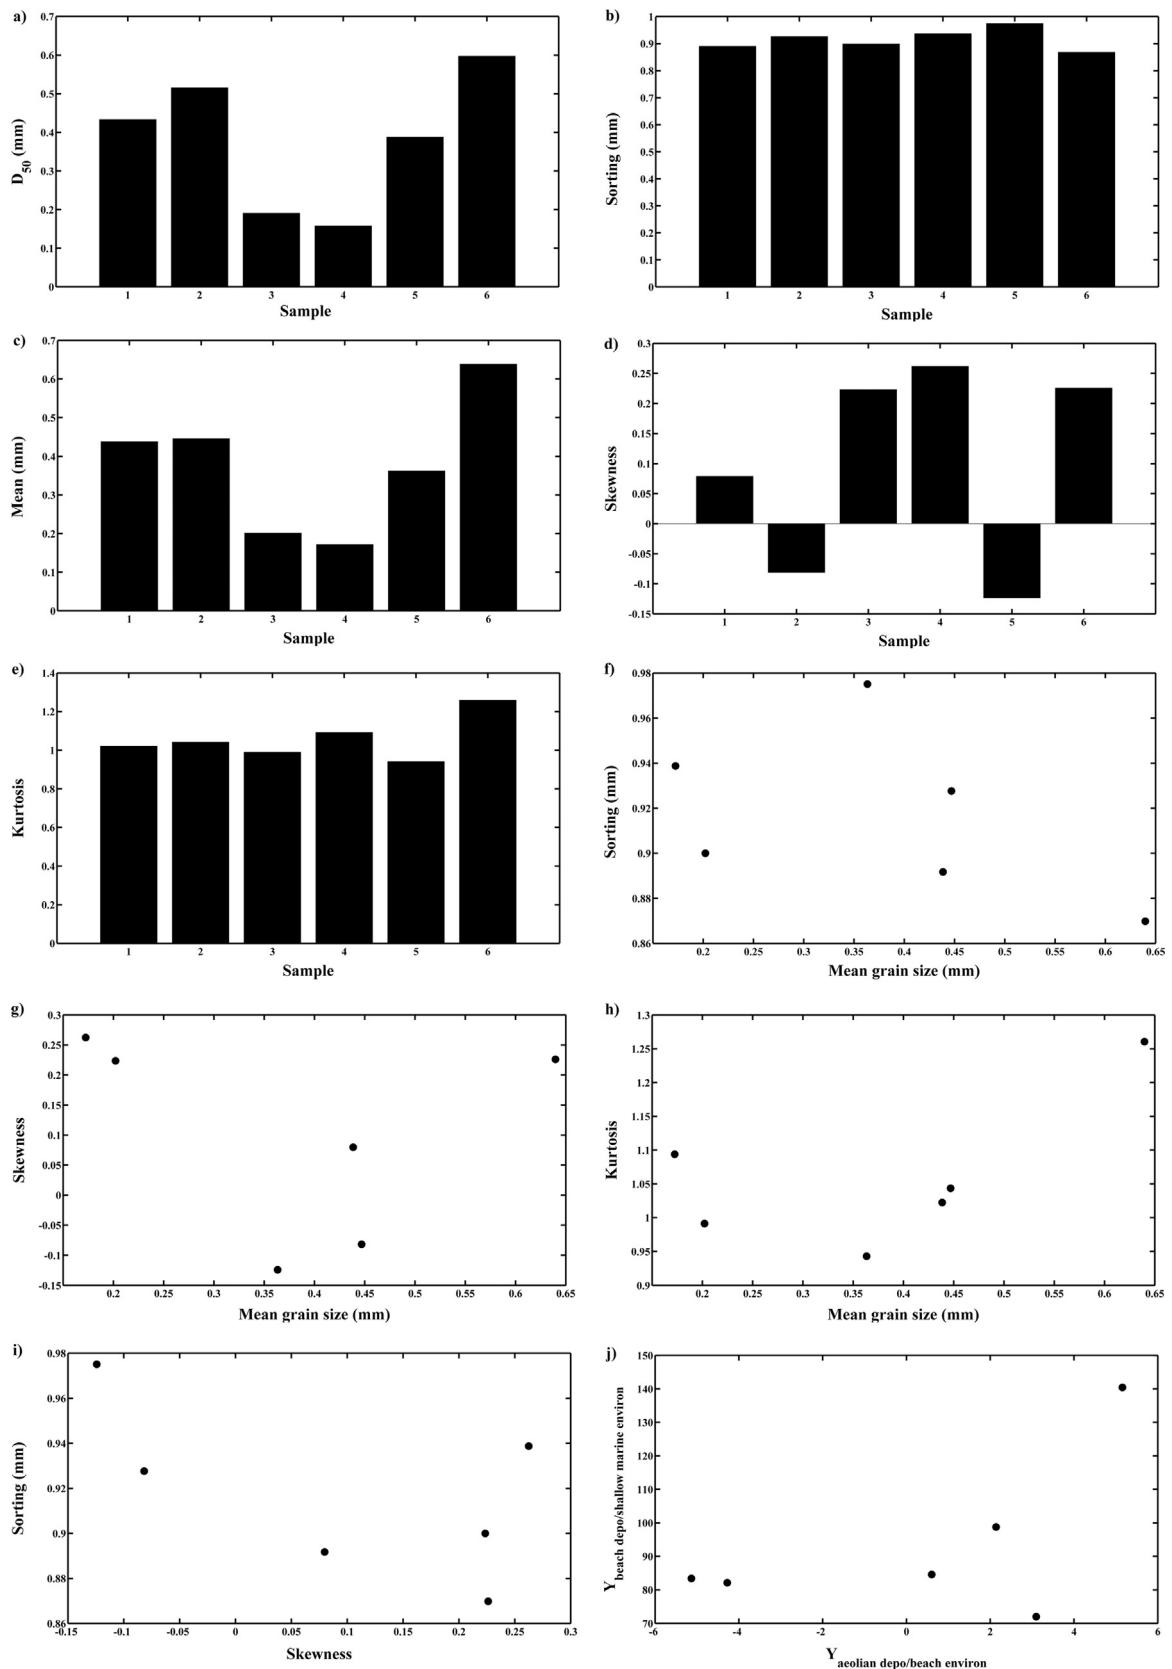 a)
0.7
0.6
0.5
0.4
0.3
0.2
0.1
0
D50 (mm)
1 2 3 4 5 6
Sample
b)
1
0.9
0.8
0.7
0.6
0.5
0.4
0.3
0.2
0.1
0
Sorting (mm)
1 2 3 4 5 6
Sample
c)
0.7
0.6
0.5
0.4
0.3
0.2
0.1
0
Mean (mm)
1 2 3 4 5 6
Sample
d)
0.3
0.25
0.2
0.15
0.1
0.05
0
-0.05
-0.1
-0.15
Skewness
1 2 3 4 5 6
Sample
e)
1.4
1.2
1
0.8
0.6
0.4
0.2
0
Kurtosis
1 2 3 4 5 6
Sample
f)
0.98
0.96
0.94
0.92
0.9
0.88
0.86
Sorting (mm)
0.2 0.25 0.3 0.35 0.4 0.45 0.5 0.55 0.6 0.65
Mean grain size (mm)
g)
0.3
0.25
0.2
0.15
0.1
0.05
0
-0.05
-0.1
-0.15
Skewness
0.2 0.25 0.3 0.35 0.4 0.45 0.5 0.55 0.6 0.65
Mean grain size (mm)
h)
1.3
1.25
1.2
1.15
1.1
1.05
1
0.95
0.9
Kurtosis
0.2 0.25 0.3 0.35 0.4 0.45 0.5 0.55 0.6 0.65
Mean grain size (mm)
i)
0.98
0.96
0.94
0.92
0.9
0.88
0.86
Sorting (mm)
-0.15 -0.1 -0.05 0 0.05 0.1 0.15 0.2 0.25 0.3
Skewness
j)
150
140
130
120
110
100
90
80
70
Y beach depo/shallow marine environ
-6 -4 -2 0 2 4 6
Y aeolian depo/beach environ